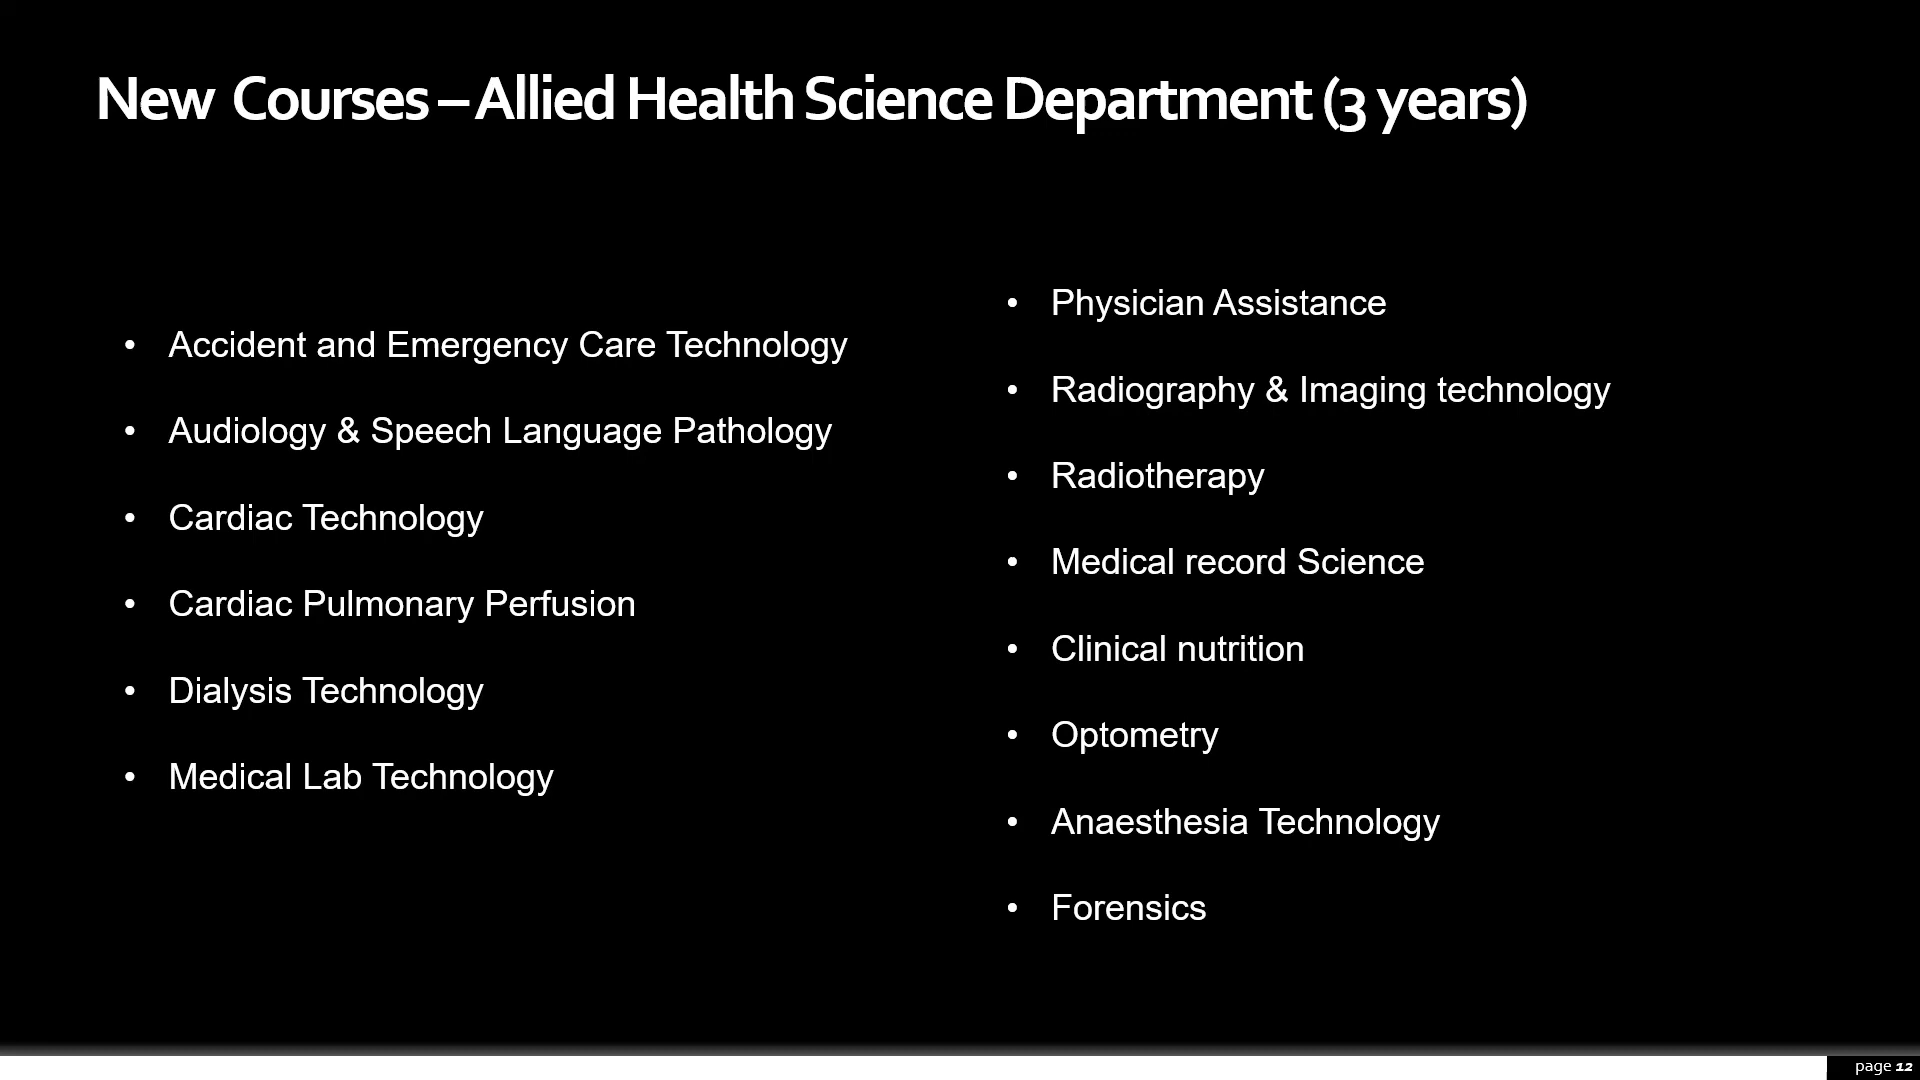 New Courses – Allied Health Science Department (3 years)
• Accident and Emergency Care Technology
• Audiology & Speech Language Pathology
• Cardiac Technology
• Cardiac Pulmonary Perfusion
• Dialysis Technology
• Medical Lab Technology
• Physician Assistance
• Radiography & Imaging technology
• Radiotherapy
• Medical record Science
• Clinical nutrition
• Optometry
• Anaesthesia Technology
• Forensics
page 12